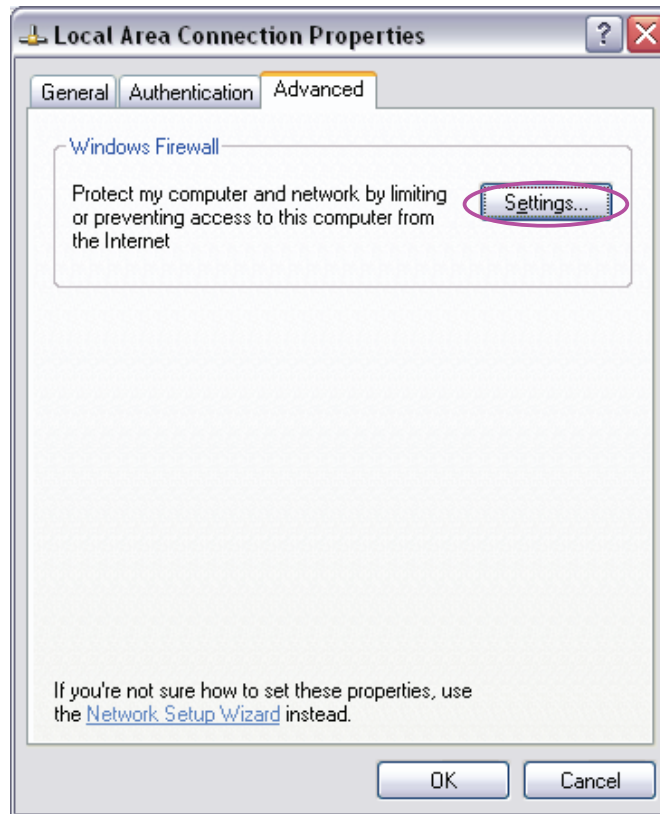 Local Area Connection Properties
General Authentication Advanced
Windows Firewall
Protect my computer and network by limiting
or preventing access to this computer from
the Internet
Settings...
If you're not sure how to set these properties, use
the Network Setup Wizard instead.
OK Cancel